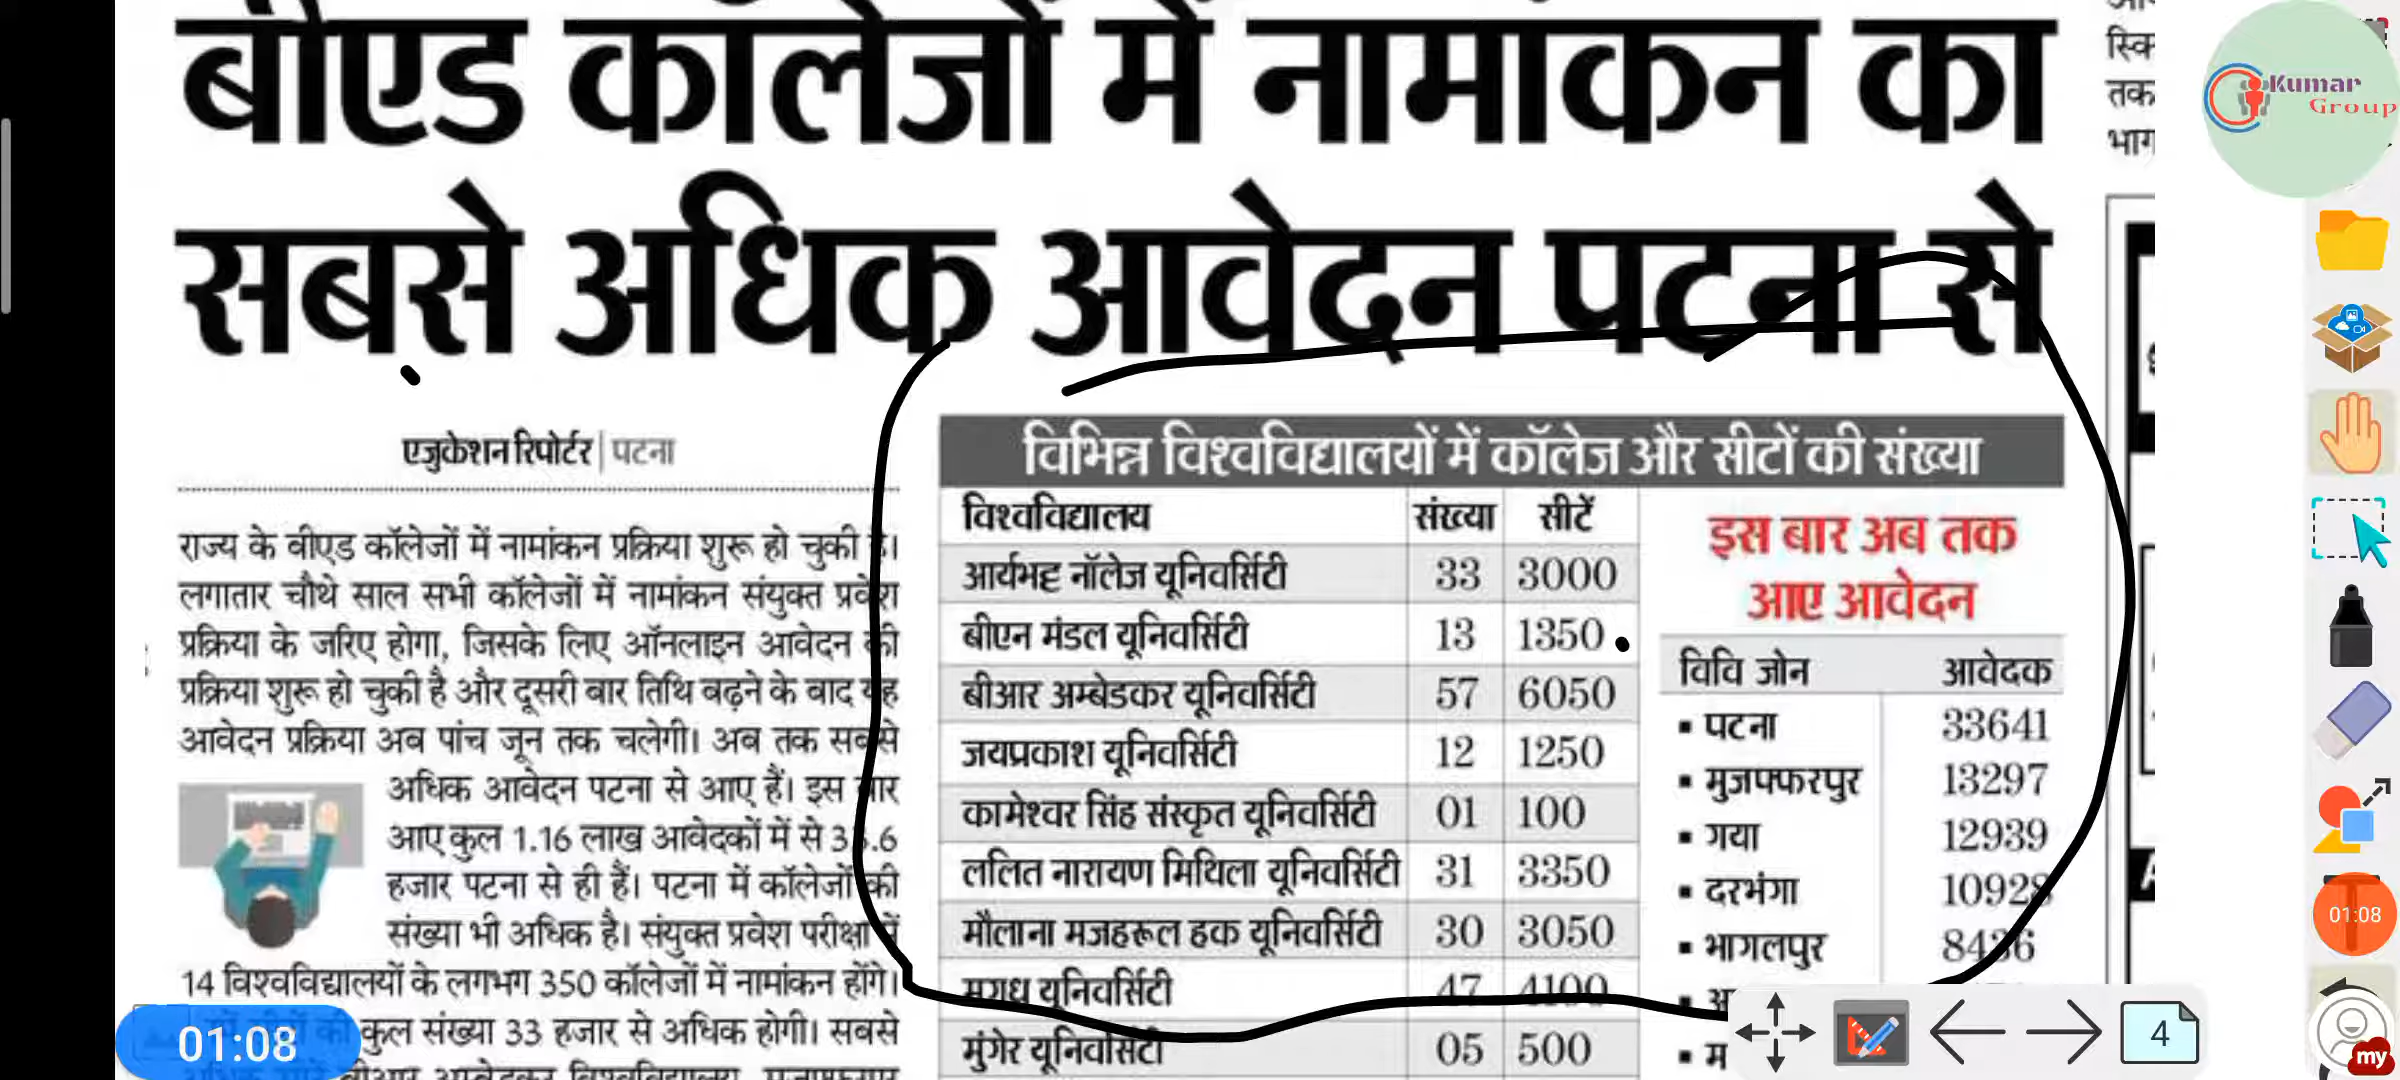 बीएड कॉलेजों में नामांकन का
सबसे अधिक आवेदन पटना से
एजुकेशन रिपोर्टर | पटना
राज्य के बीएड कॉलेजों में नामांकन प्रक्रिया शुरू हो चुकी है।
लगातार चौथे साल सभी कॉलेजों में नामांकन संयुक्त प्रवेश
प्रक्रिया के जरिए होगा, जिसके लिए ऑनलाइन आवेदन की
प्रक्रिया शुरू हो चुकी है और दूसरी बार तिथि बढ़ने के बाद यह
आवेदन प्रक्रिया अब पांच जून तक चलेगी। अब तक सबसे
अधिक आवेदन पटना से आए हैं। इस बार
आए कुल 1.16 लाख आवेदकों में से 33.6
हजार पटना से ही हैं। पटना में कॉलेजों की
संख्या भी अधिक है। संयुक्त प्रवेश परीक्षा में
14 विश्वविद्यालयों के लगभग 350 कॉलेजों में नामांकन होंगे।
कुल संख्या 33 हजार से अधिक होगी। सबसे
विभिन्न विश्वविद्यालयों में कॉलेज और सीटों की संख्या
विश्वविद्यालय संख्या सीटें
आर्यभट्ट नॉलेज यूनिवर्सिटी 33 3000
बीएन मंडल यूनिवर्सिटी 13 1350
बीआर अम्बेडकर यूनिवर्सिटी 57 6050
जयप्रकाश यूनिवर्सिटी 12 1250
कामेश्वर सिंह संस्कृत यूनिवर्सिटी 01 100
ललित नारायण मिथिला यूनिवर्सिटी 31 3350
मौलाना मजहरूल हक यूनिवर्सिटी 30 3050
मगध यूनिवर्सिटी 47 4100
मुंगेर यूनिवर्सिटी 05 500
इस बार अब तक
आए आवेदन
विवि जोन आवेदक
▪ पटना 33641
▪ मुजफ्फरपुर 13297
▪ गया 12939
▪ दरभंगा 10928
▪ भागलपुर 8436
स्कि
तक
भाग
Kumar
Group
01:08
01:08
4
my